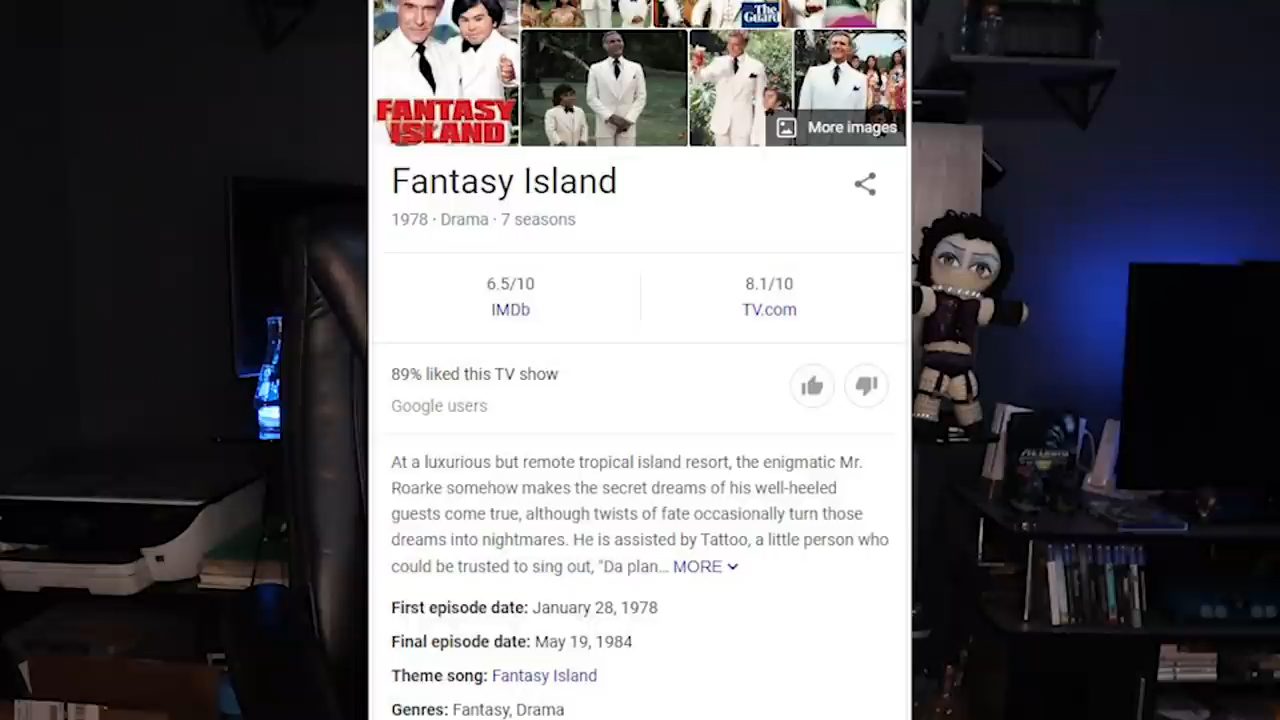 The
Guard
FANTASY
ISLAND
More images
Fantasy Island
1978 · Drama · 7 seasons
6.5/10
IMDb
8.1/10
TV.com
89% liked this TV show
Google users
At a luxurious but remote tropical island resort, the enigmatic Mr.
Roarke somehow makes the secret dreams of his well-heeled
guests come true, although twists of fate occasionally turn those
dreams into nightmares. He is assisted by Tattoo, a little person who
could be trusted to sing out, "Da plan... MORE
First episode date: January 28, 1978
Final episode date: May 19, 1984
Theme song: Fantasy Island
Genres: Fantasy, Drama